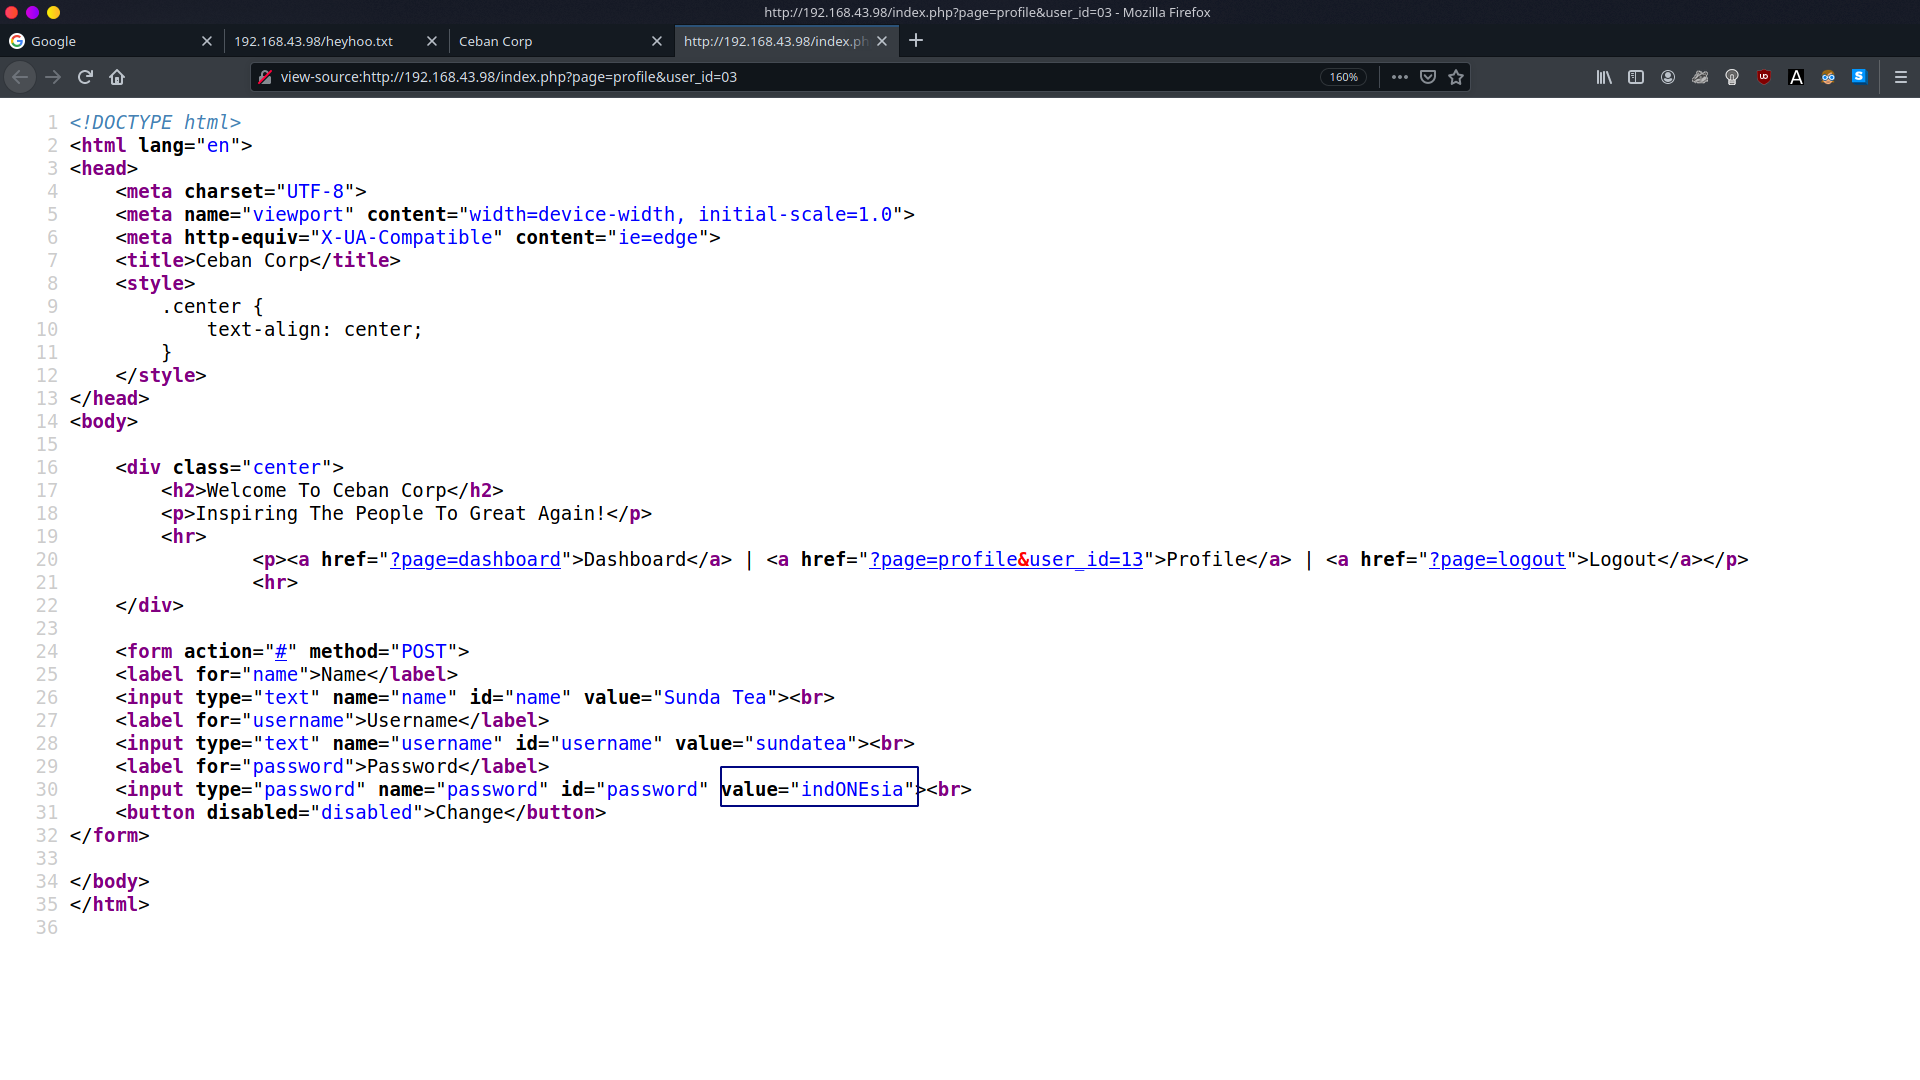 http://192.168.43.98/index.php?page=profile&user_id=03 - Mozilla Firefox
Google
192.168.43.98/heyhoo.txt
Ceban Corp
http://192.168.43.98/index.ph
view-source:http://192.168.43.98/index.php?page=profile&user_id=03
160%
1 <!DOCTYPE html>
2 <html lang="en">
3 <head>
4     <meta charset="UTF-8">
5     <meta name="viewport" content="width=device-width, initial-scale=1.0">
6     <meta http-equiv="X-UA-Compatible" content="ie=edge">
7     <title>Ceban Corp</title>
8     <style>
9         .center {
10             text-align: center;
11         }
12     </style>
13 </head>
14 <body>
15
16     <div class="center">
17         <h2>Welcome To Ceban Corp</h2>
18         <p>Inspiring The People To Great Again!</p>
19         <hr>
20                 <p><a href="?page=dashboard">Dashboard</a> | <a href="?page=profile&user_id=13">Profile</a> | <a href="?page=logout">Logout</a></p>
21                 <hr>
22     </div>
23
24     <form action="#" method="POST">
25     <label for="name">Name</label>
26     <input type="text" name="name" id="name" value="Sunda Tea"><br>
27     <label for="username">Username</label>
28     <input type="text" name="username" id="username" value="sundatea"><br>
29     <label for="password">Password</label>
30     <input type="password" name="password" id="password" value="indONEsia"><br>
31     <button disabled="disabled">Change</button>
32 </form>
33
34 </body>
35 </html>
36